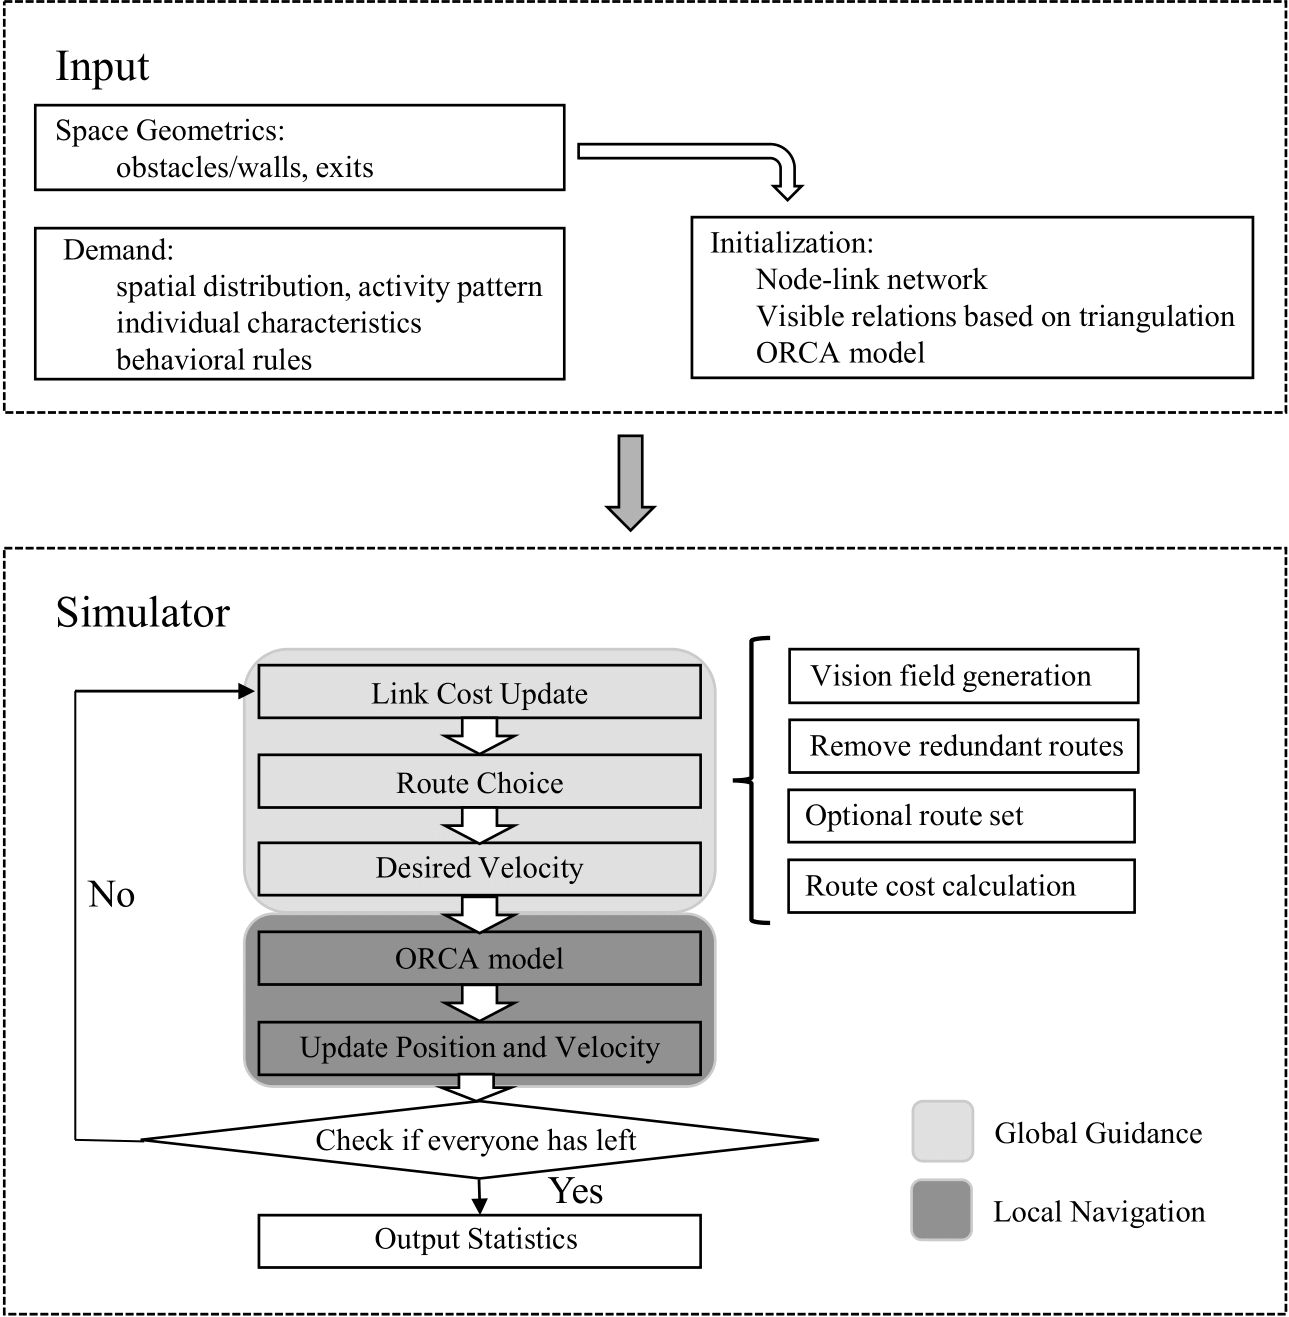 Input
Space Geometrics:
obstacles/walls, exits
Demand:
spatial distribution, activity pattern
individual characteristics
behavioral rules
Initialization:
Node-link network
Visible relations based on triangulation
ORCA model
Simulator
Link Cost Update
Route Choice
Desired Velocity
ORCA model
Update Position and Velocity
Check if everyone has left
No
Yes
Output Statistics
Vision field generation
Remove redundant routes
Optional route set
Route cost calculation
Global Guidance
Local Navigation